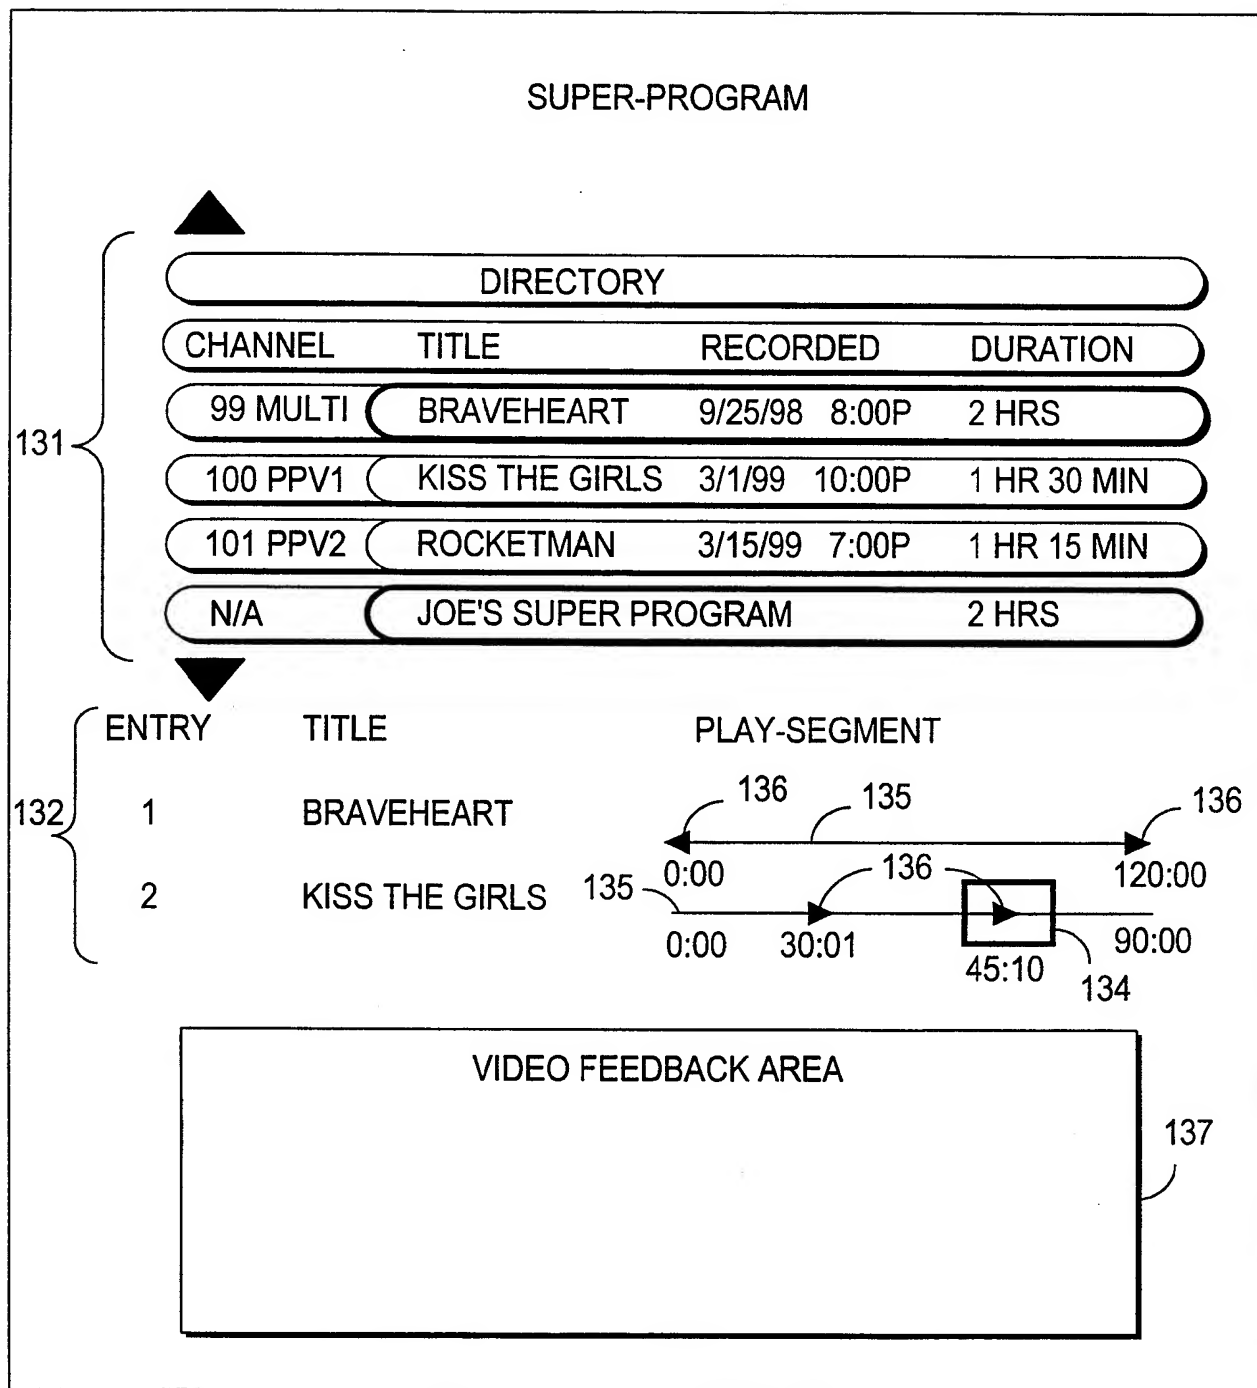 SUPER-PROGRAM
DIRECTORY
CHANNEL TITLE RECORDED DURATION
99 MULTI BRAVEHEART 9/25/98 8:00P 2 HRS
131
100 PPV1 KISS THE GIRLS 3/1/99 10:00P 1 HR 30 MIN
101 PPV2 ROCKETMAN 3/15/99 7:00P 1 HR 15 MIN
N/A JOE'S SUPER PROGRAM 2 HRS
ENTRY TITLE PLAY-SEGMENT
136 135 136
132 1 BRAVEHEART
0:00 136 120:00
2 KISS THE GIRLS 135
0:00 30:01 45:10 90:00
134
VIDEO FEEDBACK AREA
137